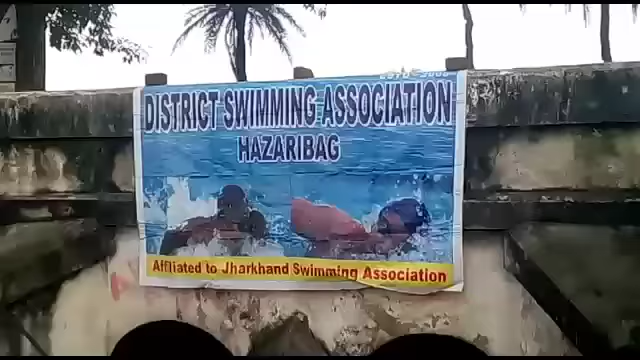 DISTRICT SWIMMING ASSOCIATION
HAZARIBAG
Affiliated to Jharkhand Swimming Association